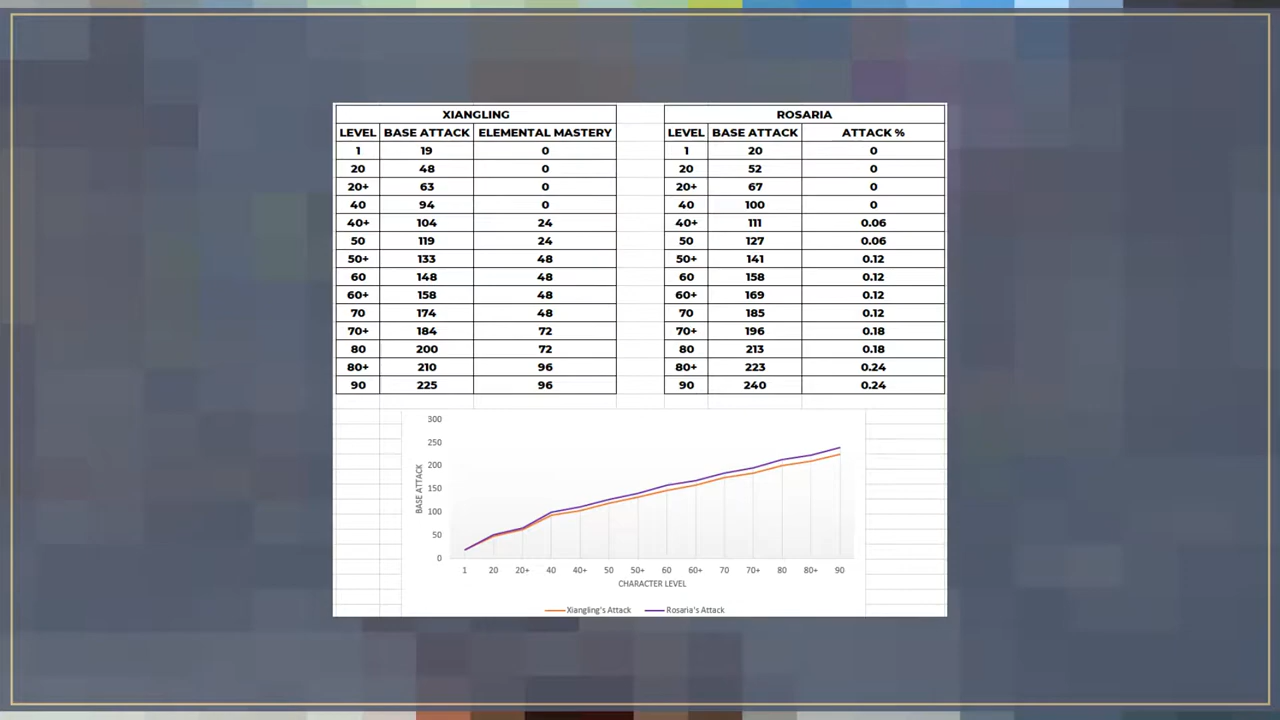 XIANGLING
LEVEL BASE ATTACK ELEMENTAL MASTERY
1 19 0
20 48 0
20+ 63 0
40 94 0
40+ 104 24
50 119 24
50+ 133 48
60 148 48
60+ 158 48
70 174 48
70+ 184 72
80 200 72
80+ 210 96
90 225 96
ROSARIA
LEVEL BASE ATTACK ATTACK %
1 20 0
20 52 0
20+ 67 0
40 100 0
40+ 111 0.06
50 127 0.06
50+ 141 0.12
60 158 0.12
60+ 169 0.12
70 185 0.12
70+ 196 0.18
80 213 0.18
80+ 223 0.24
90 240 0.24
300
250
200
150
100
50
0
BASE ATTACK
1 20 20+ 40 40+ 50 50+ 60 60+ 70 70+ 80 80+ 90
CHARACTER LEVEL
Xiangling's Attack Rosaria's Attack